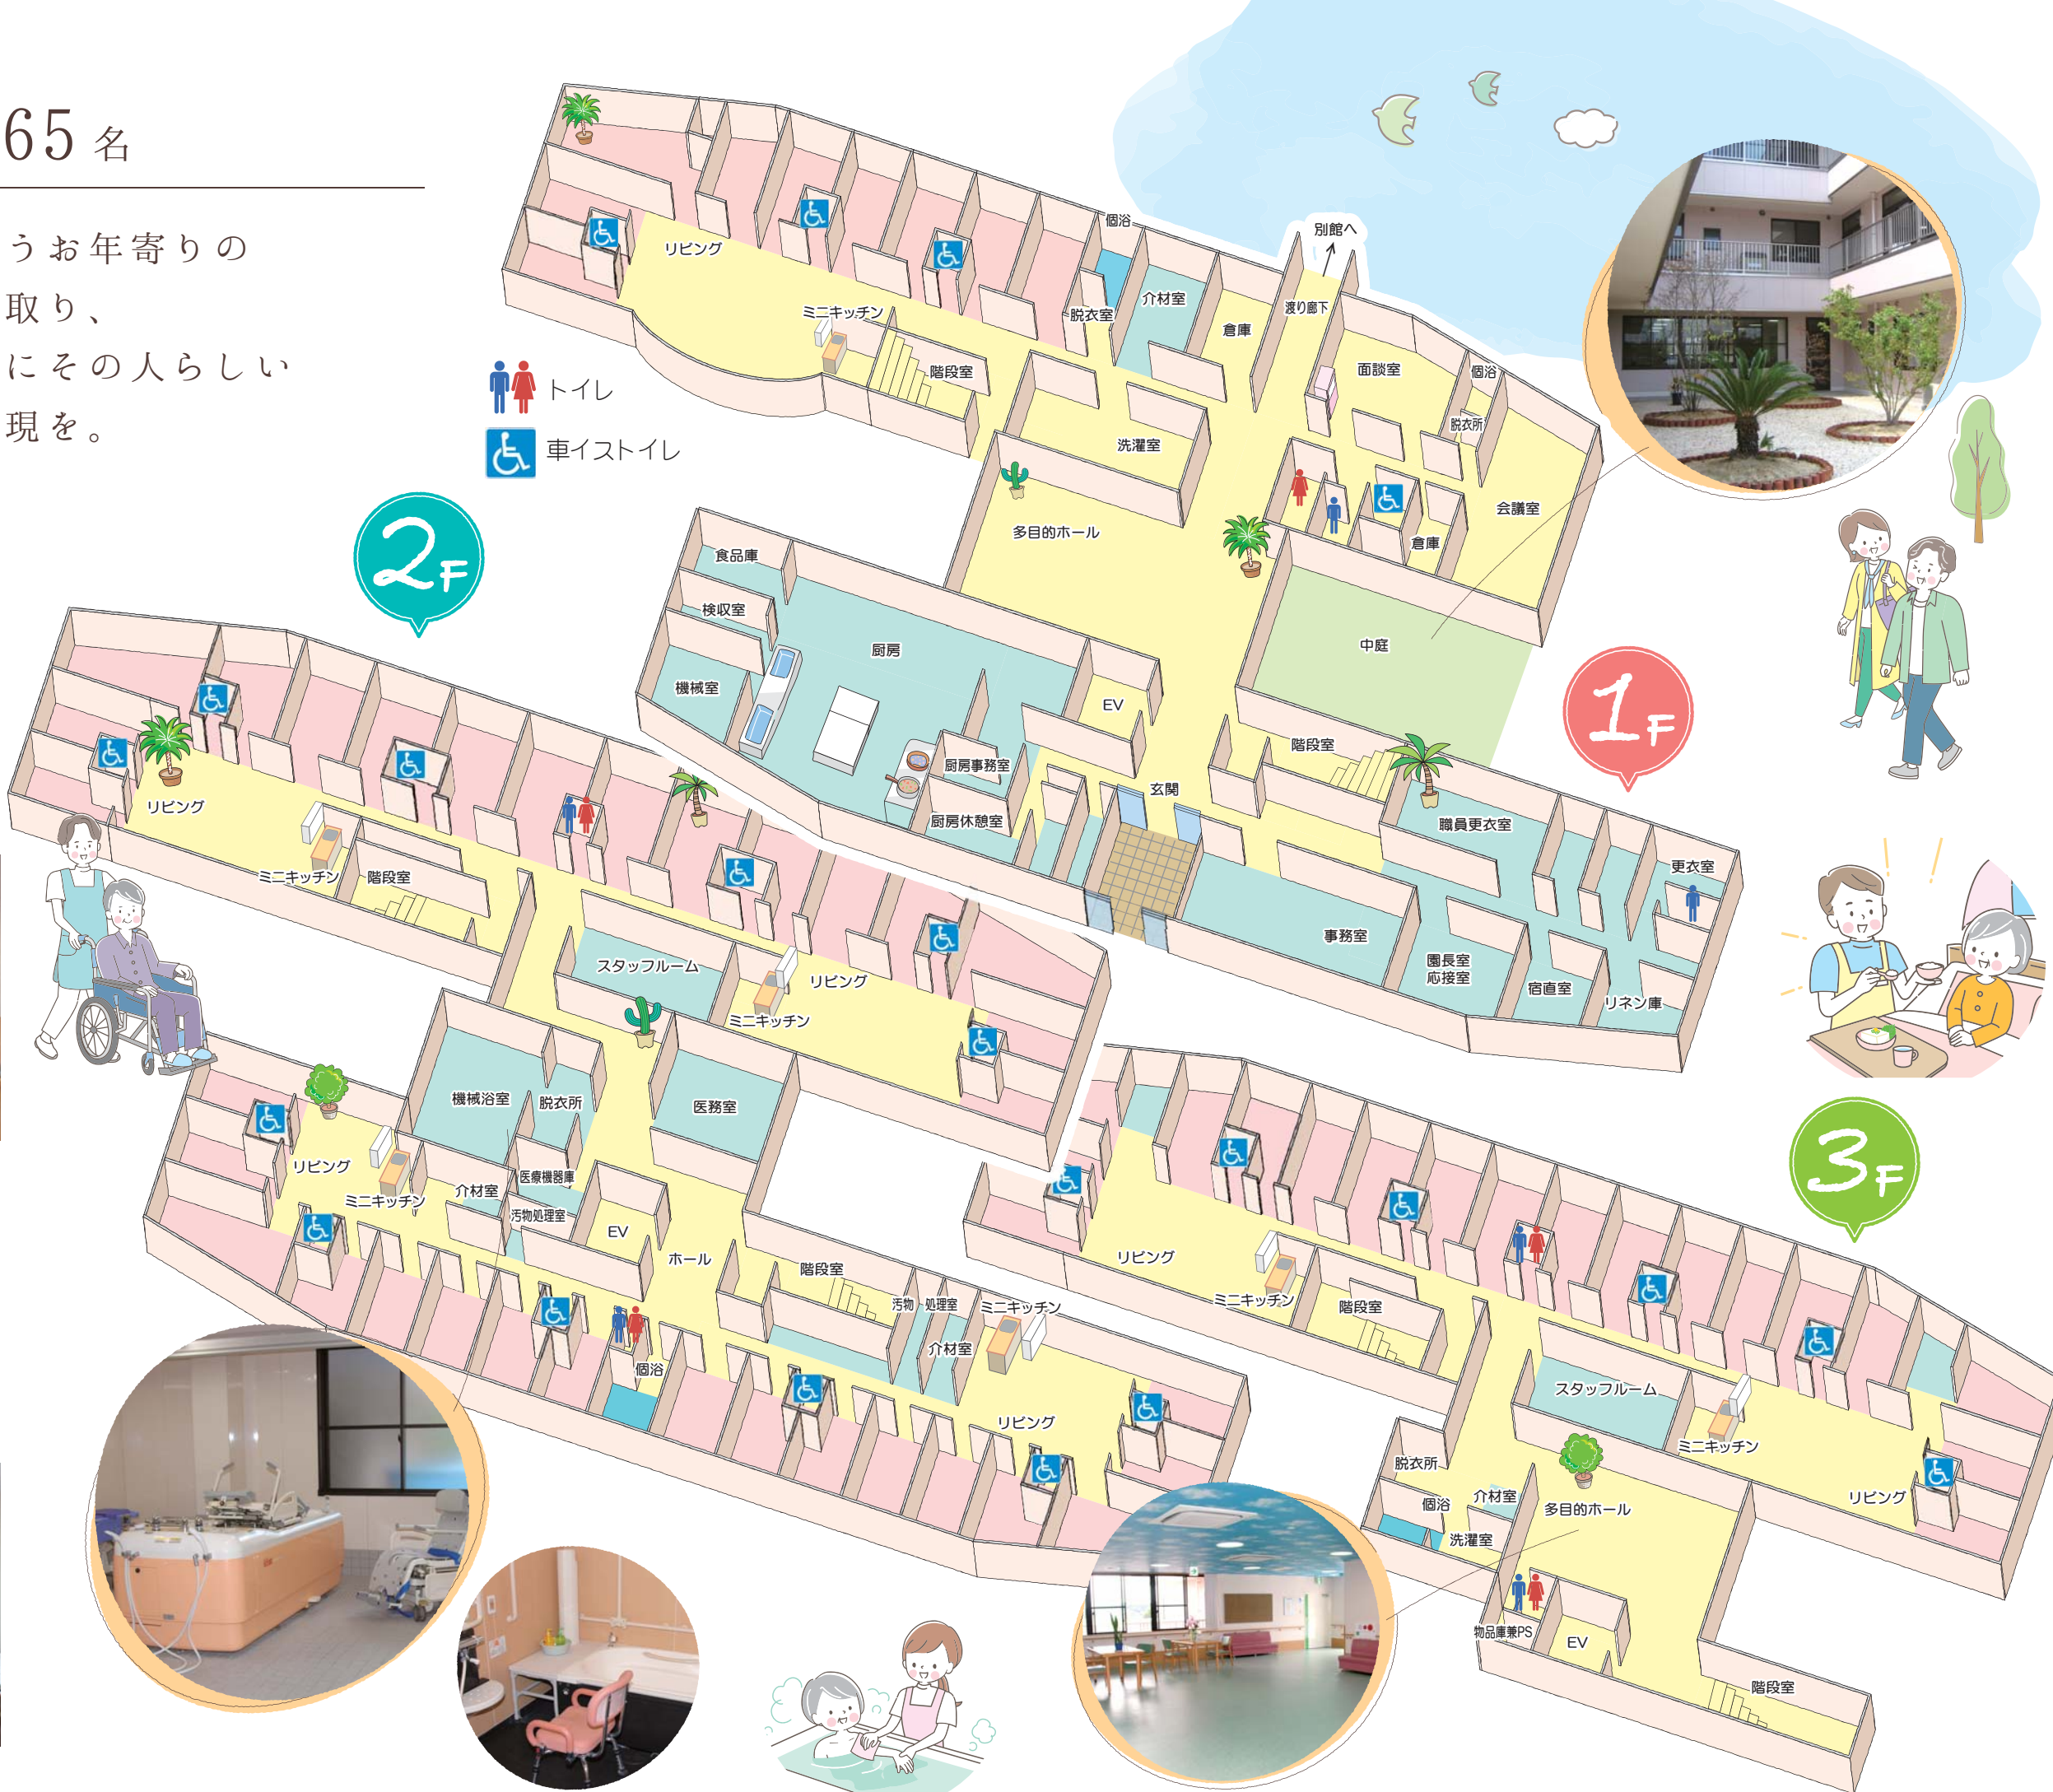 65 名
うお年寄りの
取り、
にその人らしい
現を。
トイレ
車イストイレ
1F
リビング
ミニキッチン
階段室
個浴
脱衣室
介材室
倉庫
別館へ
渡り廊下
面談室
個浴
脱衣所
洗濯室
会議室
倉庫
多目的ホール
中庭
食品庫
検収室
機械室
厨房
EV
厨房事務室
厨房休憩室
玄関
階段室
職員更衣室
更衣室
事務室
園長室
応接室
宿直室
リネン庫
2F
リビング
ミニキッチン
階段室
スタッフルーム
ミニキッチン
リビング
機械浴室
脱衣所
医務室
リビング
ミニキッチン
介材室
医療機器庫
汚物処理室
EV
ホール
階段室
汚物 処理室
ミニキッチン
介材室
個浴
リビング
3F
リビング
ミニキッチン
階段室
スタッフルーム
ミニキッチン
リビング
脱衣所
個浴
介材室
洗濯室
多目的ホール
物品庫兼PS
EV
階段室